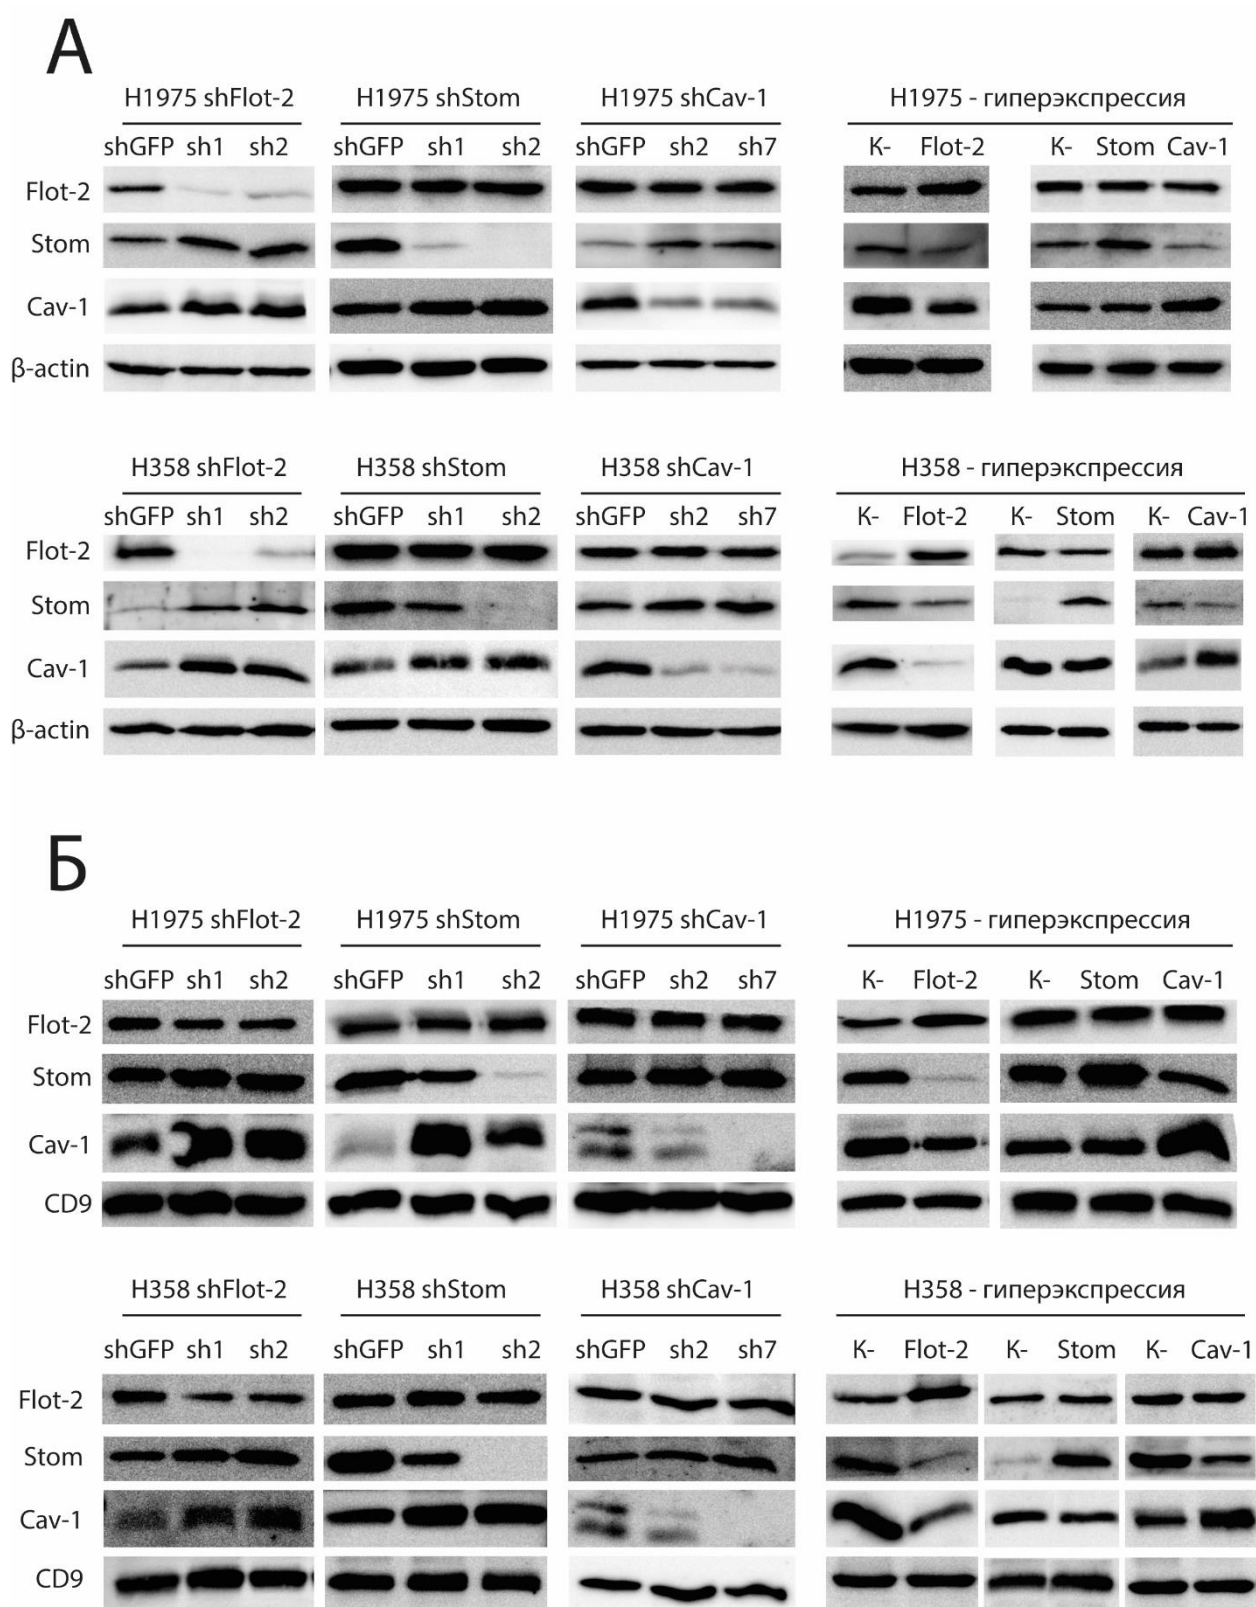 А
H1975 shFlot-2 H1975 shStom H1975 shCav-1 H1975 - гиперэкспрессия
shGFP sh1 sh2 shGFP sh1 sh2 shGFP sh2 sh7 К- Flot-2 К- Stom Cav-1
Flot-2
Stom
Cav-1
β-actin
H358 shFlot-2 H358 shStom H358 shCav-1 H358 - гиперэкспрессия
shGFP sh1 sh2 shGFP sh1 sh2 shGFP sh2 sh7 К- Flot-2 К- Stom К- Cav-1
Flot-2
Stom
Cav-1
β-actin
Б
H1975 shFlot-2 H1975 shStom H1975 shCav-1 H1975 - гиперэкспрессия
shGFP sh1 sh2 shGFP sh1 sh2 shGFP sh2 sh7 К- Flot-2 К- Stom Cav-1
Flot-2
Stom
Cav-1
CD9
H358 shFlot-2 H358 shStom H358 shCav-1 H358 - гиперэкспрессия
shGFP sh1 sh2 shGFP sh1 sh2 shGFP sh2 sh7 К- Flot-2 К- Stom К- Cav-1
Flot-2
Stom
Cav-1
CD9